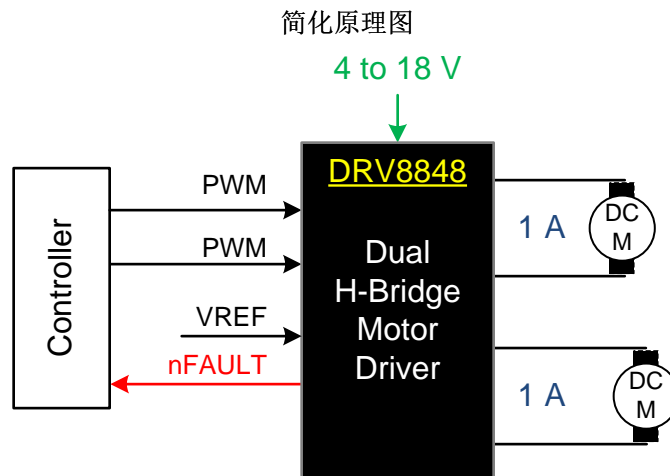 简化原理图
4 to 18 V
Controller
PWM
PWM
VREF
nFAULT
DRV8848
Dual
H-Bridge
Motor
Driver
1 A
DC
M
1 A
DC
M